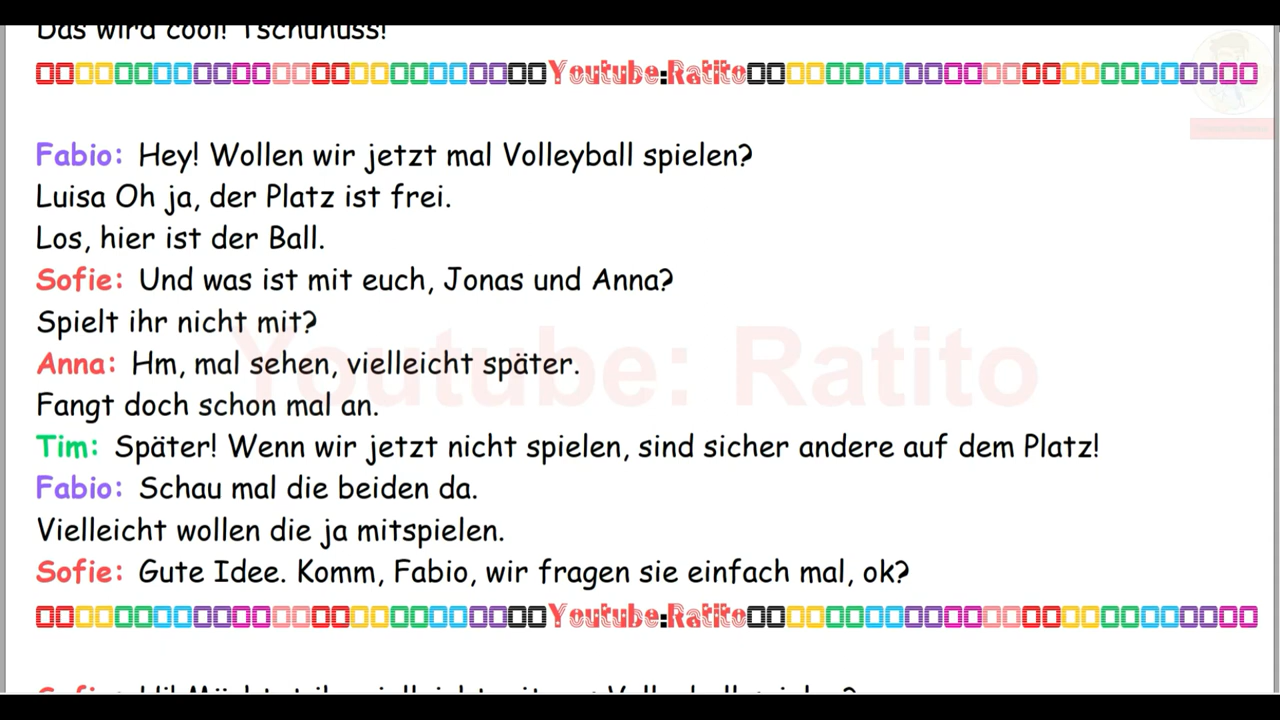 Das wird cool! Tschüüüss!
Youtube:Ratito
Fabio: Hey! Wollen wir jetzt mal Volleyball spielen?
Luisa Oh ja, der Platz ist frei.
Los, hier ist der Ball.
Sofie: Und was ist mit euch, Jonas und Anna?
Spielt ihr nicht mit?
Anna: Hm, mal sehen, vielleicht später.
Youtube: Ratito
Fangt doch schon mal an.
Tim: Später! Wenn wir jetzt nicht spielen, sind sicher andere auf dem Platz!
Fabio: Schau mal die beiden da.
Vielleicht wollen die ja mitspielen.
Sofie: Gute Idee. Komm, Fabio, wir fragen sie einfach mal, ok?
Youtube:Ratito